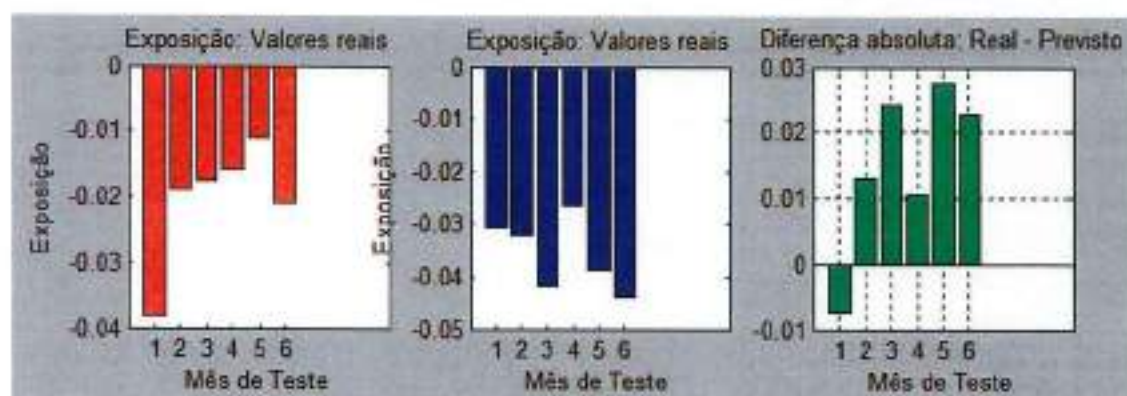 Exposição: Valores reais
Exposição
0
-0.01
-0.02
-0.03
-0.04
1 2 3 4 5 6
Mês de Teste
Exposição: Valores reais
Exposição
0
-0.01
-0.02
-0.03
-0.04
-0.05
1 2 3 4 5 6
Mês de Teste
Diferença absoluta: Real - Previsto
0.03
0.02
0.01
0
-0.01
1 2 3 4 5 6
Mês de Teste